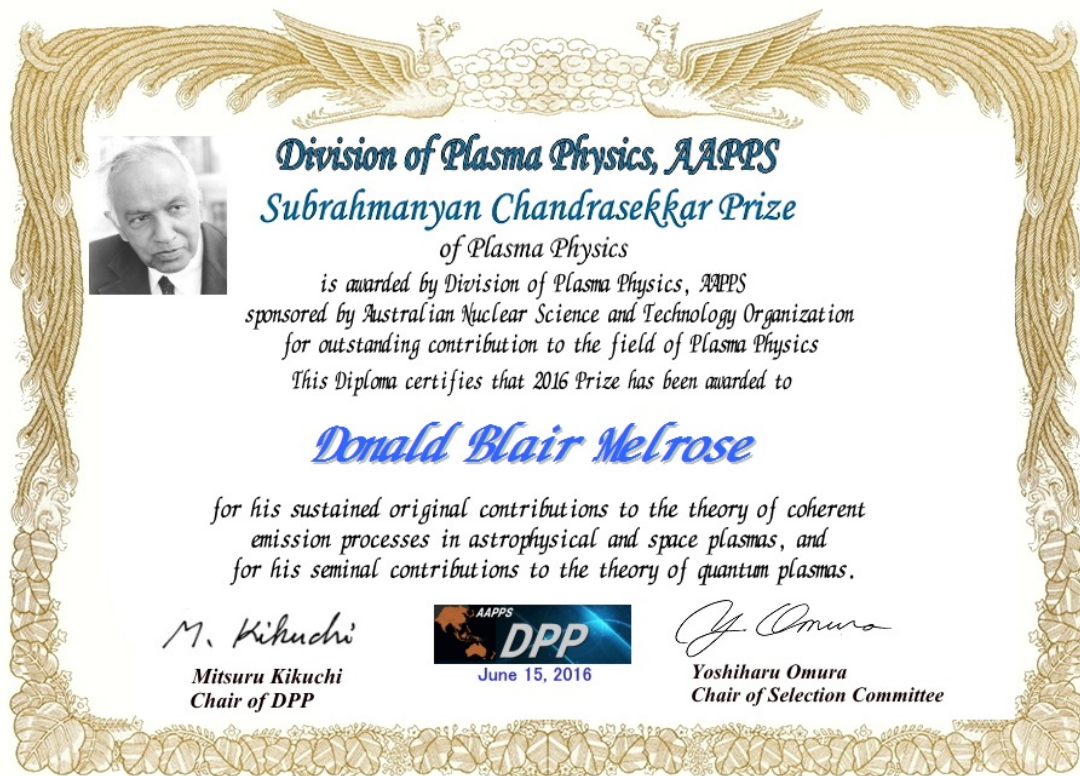 Division of Plasma Physics, AAPPS
Subrahmanyan Chandrasekkar Prize
of Plasma Physics
is awarded by Division of Plasma Physics, AAPPS
sponsored by Australian Nuclear Science and Technology Organization
for outstanding contribution to the field of Plasma Physics
This Diploma certifies that 2016 Prize has been awarded to
Donald Blair Melrose
for his sustained original contributions to the theory of coherent
emission processes in astrophysical and space plasmas, and
for his seminal contributions to the theory of quantum plasmas.
M. Kikuchi
Mitsuru Kikuchi
Chair of DPP
AAPPS
DPP
June 15, 2016
Y. Omura
Yoshiharu Omura
Chair of Selection Committee